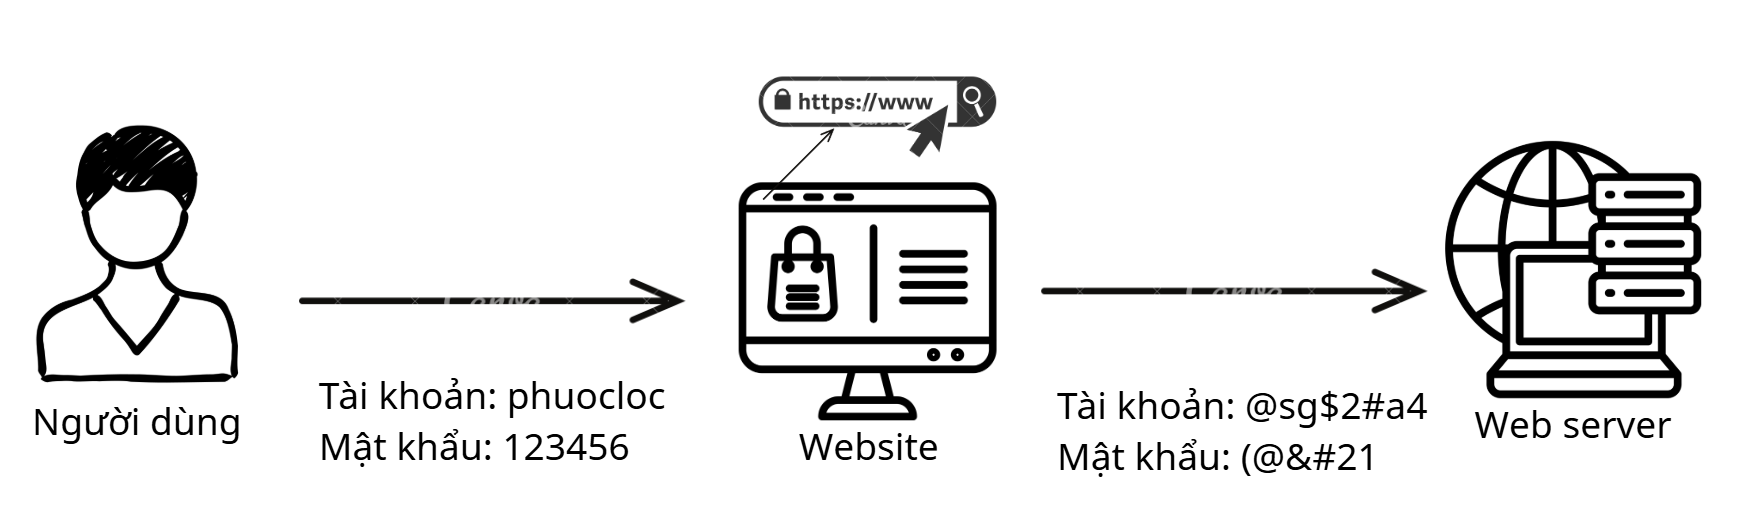 https://www
Người dùng
Tài khoản: phuocloc
Mật khẩu: 123456
Website
Tài khoản: @sg$2#a4
Mật khẩu: (@&#21
Web server